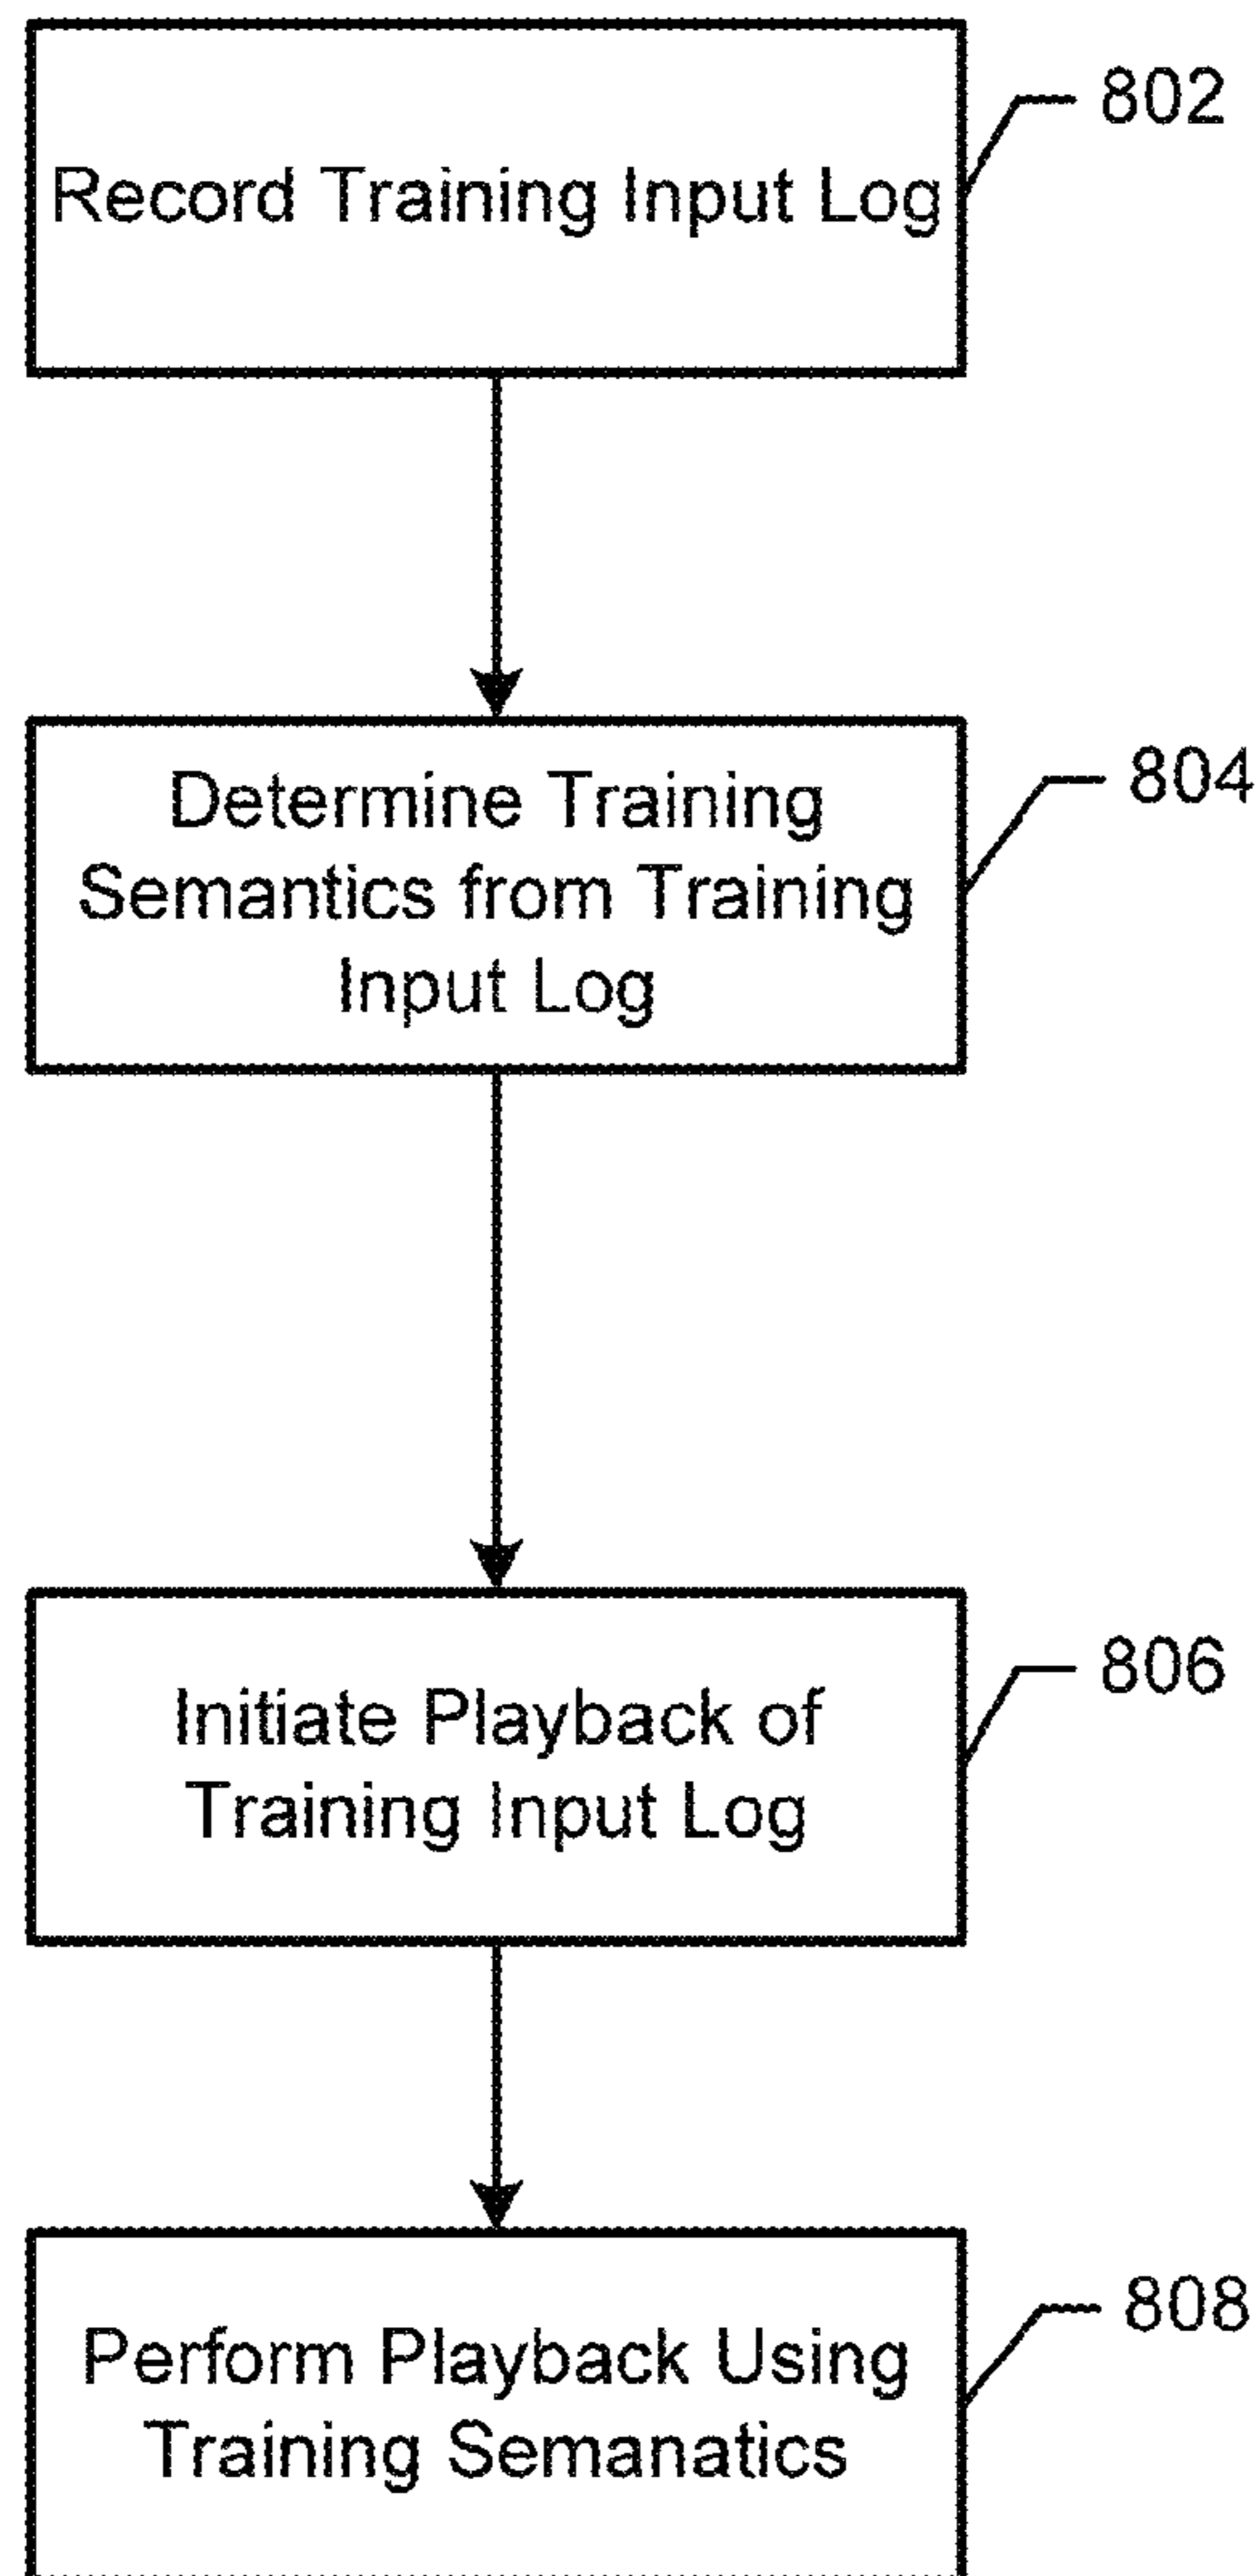 Record Training Input Log
802
Determine Training
Semantics from Training
Input Log
804
Initiate Playback of
Training Input Log
806
Perform Playback Using
Training Semanatics
808